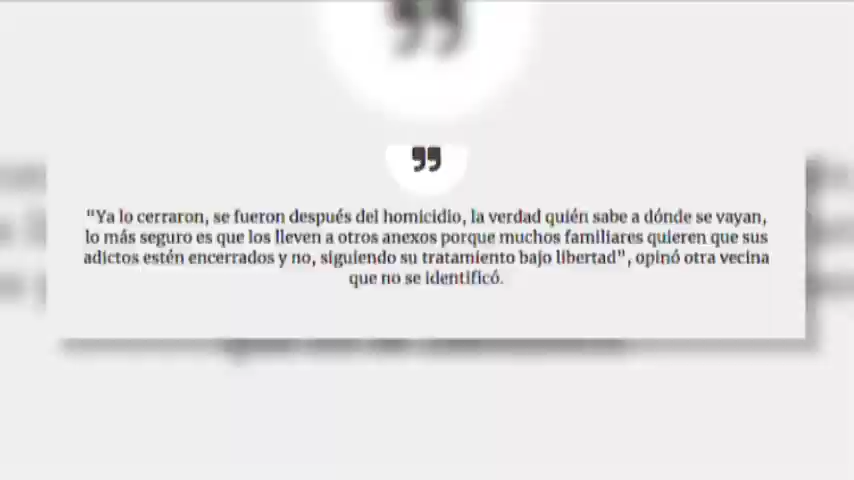 "Ya lo cerraron, se fueron después del homicidio, la verdad quién sabe a dónde se vayan,
lo más seguro es que los lleven a otros anexos porque muchos familiares quieren que sus
adictos estén encerrados y no, siguiendo su tratamiento bajo libertad", opinó otra vecina
que no se identificó.